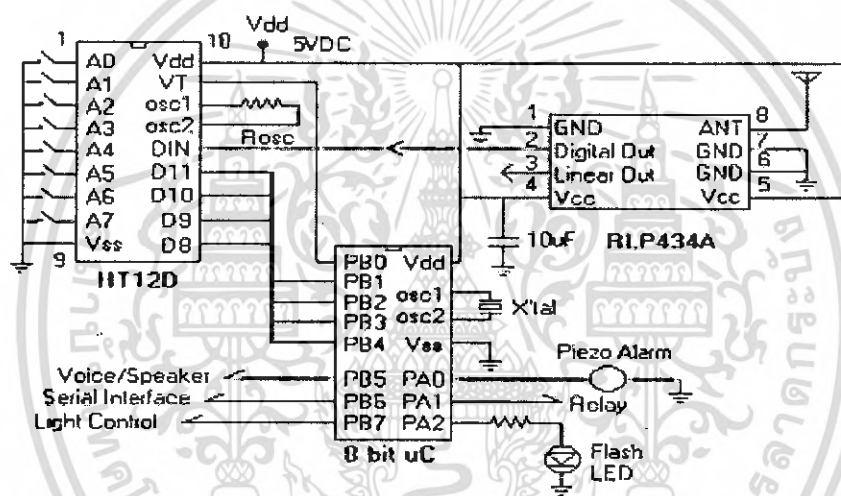 Vdd
5VDC
1
10
A0 Vdd
A1 VT
A2 osc1
A3 osc2
A4 DIN
A5 D11
A6 D10
A7 D9
Vss D8
9
HT12D
Rosc
1 GND ANT 8
2 Digital Out GND 7
3 Linear Out GND 6
4 Vcc Vcc 5
RLP434A
10uF
PB0 Vdd
PB1
osc1
PB2
osc2
PB3
PB4 Vss
PB5 PA0
PB6 PA1
PB7 PA2
8 bit uC
X'tal
Voice/Speaker
Serial Interface
Light Control
Piezo Alarm
Relay
Flash
LED